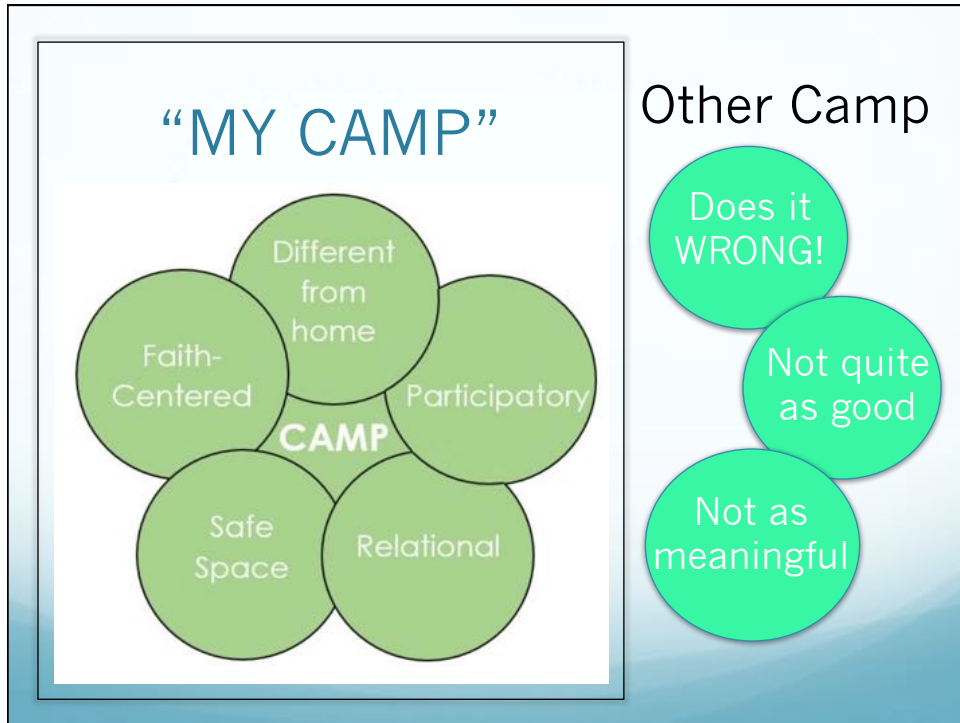 “MY CAMP”
Different
from
home
Faith-
Centered
Participatory
CAMP
Safe
Space
Relational
Other Camp
Does it
WRONG!
Not quite
as good
Not as
meaningful